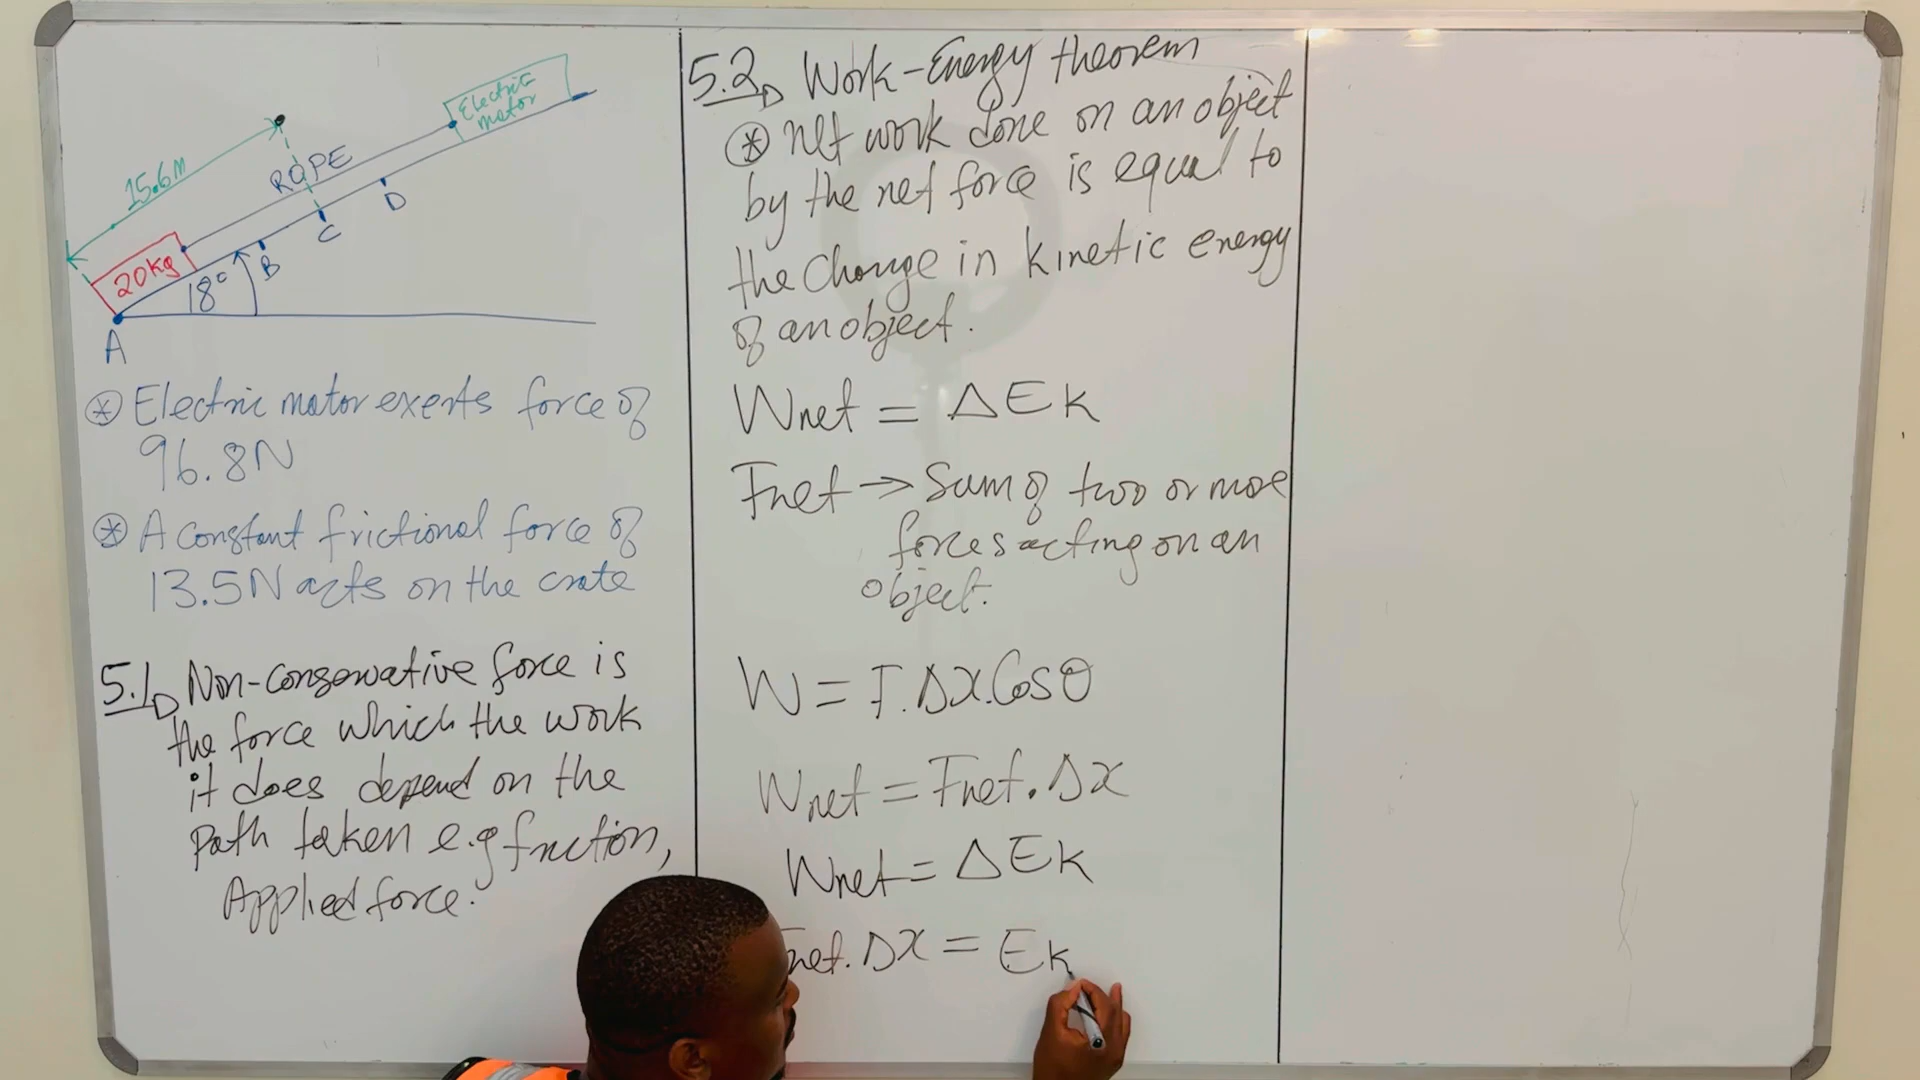 Electric
motor
15.6M
ROPE
D
C
B
20kg
18°
A
⊛ Electric motor exerts force of
96.8N
⊛ A constant frictional force of
13.5N acts on the crate
5.1 Non-conservative force is
the force which the work
it does depend on the
path taken e.g friction,
Applied force.
5.2 Work-Energy theorem
⊛ net work done on an object
by the net force is equal to
the change in kinetic energy
of an object.
Wnet = ΔEk
Fnet → Sum of two or more
forces acting on an
object.
W = F.Δx.Cosθ
Wnet = Fnet.Δx
Wnet = ΔEk
net.Δx = Ek